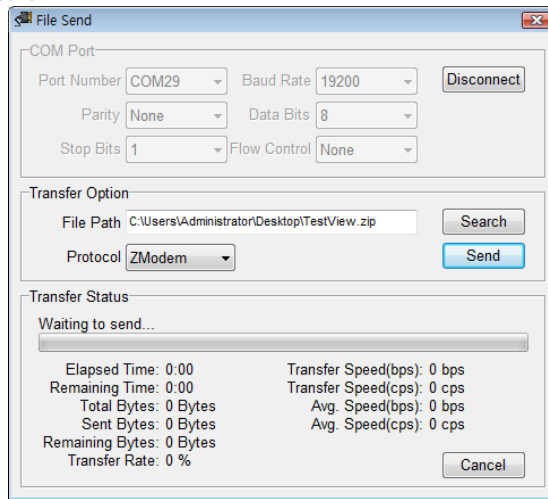 File Send
COM Port
Port Number COM29 Baud Rate 19200 Disconnect
Parity None Data Bits 8
Stop Bits 1 Flow Control None
Transfer Option
File Path C:\Users\Administrator\Desktop\TestView.zip Search
Protocol ZModem Send
Transfer Status
Waiting to send...
Elapsed Time: 0:00 Transfer Speed(bps): 0 bps
Remaining Time: 0:00 Transfer Speed(cps): 0 cps
Total Bytes: 0 Bytes Avg. Speed(bps): 0 bps
Sent Bytes: 0 Bytes Avg. Speed(cps): 0 cps
Remaining Bytes: 0 Bytes
Transfer Rate: 0 % Cancel